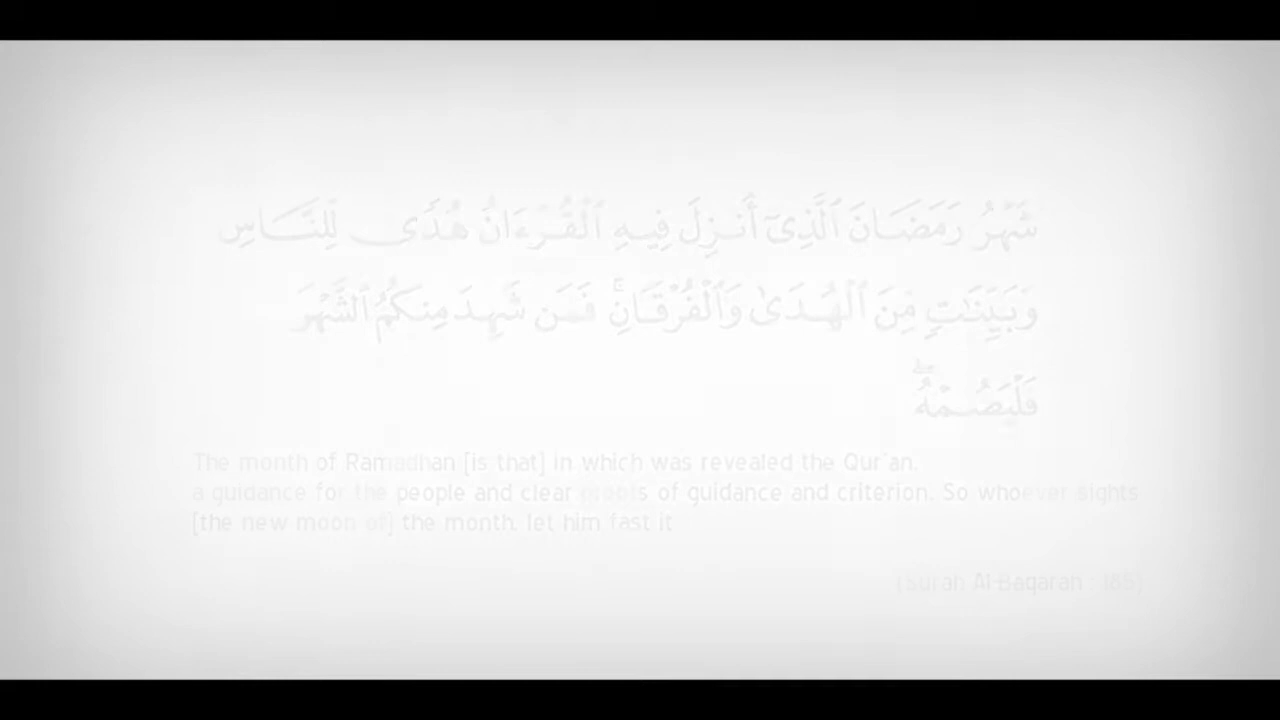 شَهْرُ رَمَضَانَ ٱلَّذِىٓ أُنزِلَ فِيهِ ٱلْقُرْءَانُ هُدًى لِّلنَّاسِ
وَبَيِّنَٰتٍ مِّنَ ٱلْهُدَىٰ وَٱلْفُرْقَانِ ۚ فَمَن شَهِدَ مِنكُمُ ٱلشَّهْرَ
فَلْيَصُمْهُ ۖ
The month of Ramadhan [is that] in which was revealed the Qur'an,
a guidance for the people and clear proofs of guidance and criterion. So whoever sights
[the new moon of] the month, let him fast it
(Surah Al-Baqarah : 185)